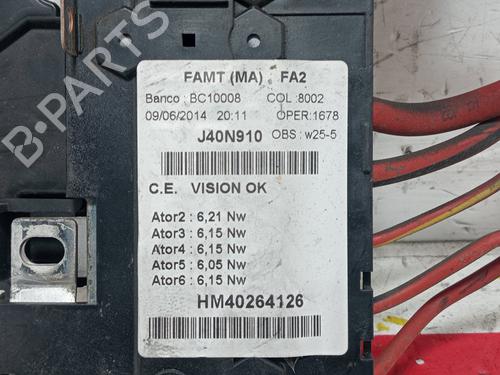 FAMT (MA) . FA2
Banco : BC10008 COL :8002
09/06/2014 20:11 OPER:1678
J40N910 OBS : w25-5
C.E. VISION OK
Ator2 : 6,21 Nw
Ator3 : 6,15 Nw
Ator4 : 6,15 Nw
Ator5 : 6,05 Nw
Ator6 : 6,15 Nw
HM40264126